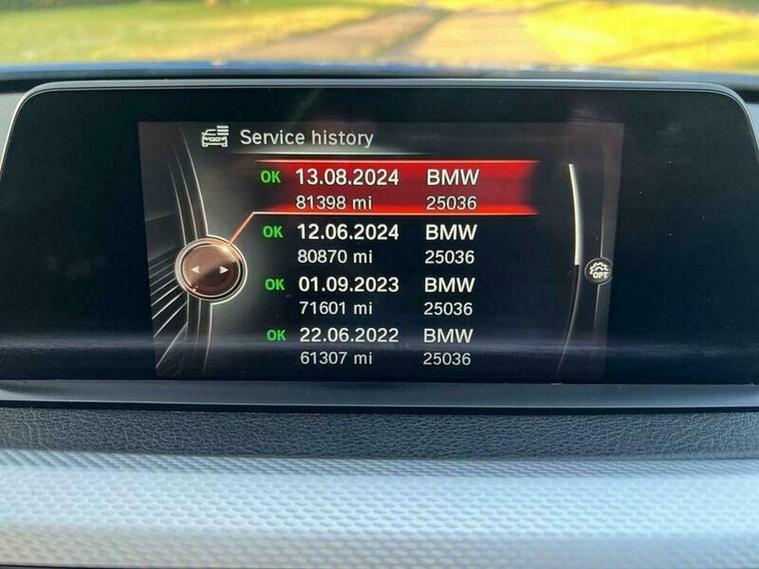 Service history
OK 13.08.2024 BMW
81398 mi 25036
OK 12.06.2024 BMW
80870 mi 25036
OK 01.09.2023 BMW
71601 mi 25036
OK 22.06.2022 BMW
61307 mi 25036
OPT